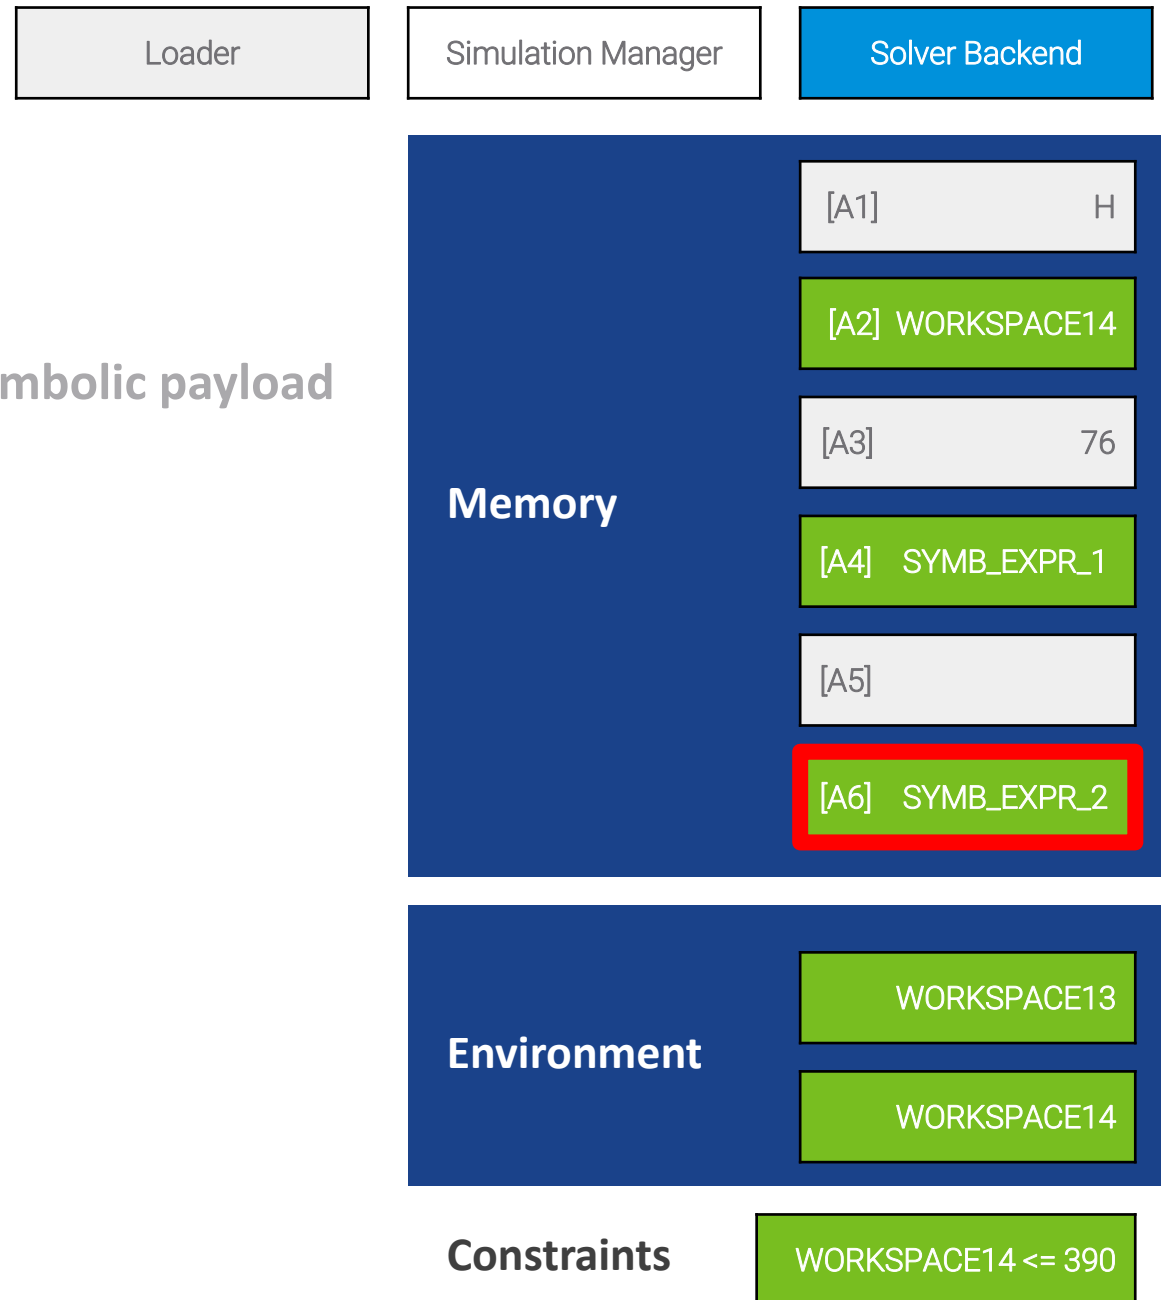 Loader
Simulation Manager
Solver Backend
[A1] H
[A2] WORKSPACE14
payload
[A3] 76
Memory
[A4] SYMB_EXPR_1
[A5]
[A6] SYMB_EXPR_2
WORKSPACE13
Environment
WORKSPACE14
Constraints
WORKSPACE14 <= 390